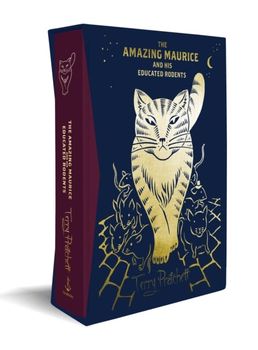 THE
AMAZING MAURICE
AND HIS
EDUCATED RODENTS
Terry Pratchett
THE AMAZING MAURICE
AND HIS
EDUCATED RODENTS
Terry Pratchett